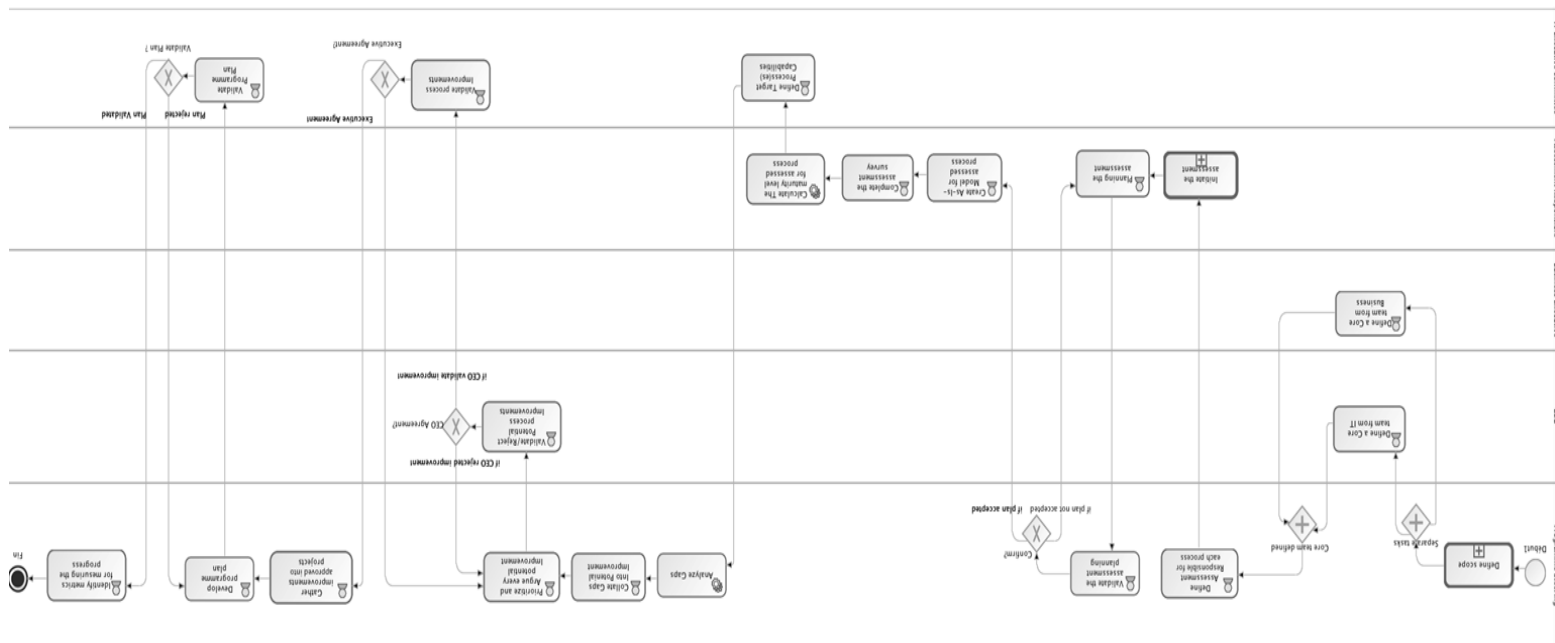 Début1
Define scope
Separate tasks
Core team defined
Define
Assessment
Responsible for
each process
Validate the
assessment
planning
Confirm?
if plan not accepted
if plan accepted
Analyze Gaps
Collate Gaps
Into Potential
Improvement
Prioritize and
Argue every
potential
improvement
Gather
improvements
approved into
projects
Develop
programme
plan
Identify metrics
for mesuring the
progress
Fin
Define a Core
team from IT
if CEO rejected improvement
Validate/Reject
Potential
process
Improvements
CEO Agreement?
if CEO validate improvement
Define a Core
team from
Business
Initiate the
assessment
Planning the
assessment
Create As-Is-
Model for
assessed
process
Complete the
assessment
survey
Calculate The
maturity level
for assessed
process
Executive Agreement
Plan rejected
Plan Validated
Define Target
Process(es)
Capabilities
Validate process
Improvements
Executive Agreement?
Validate
Programme
Plan
Validate Plan ?